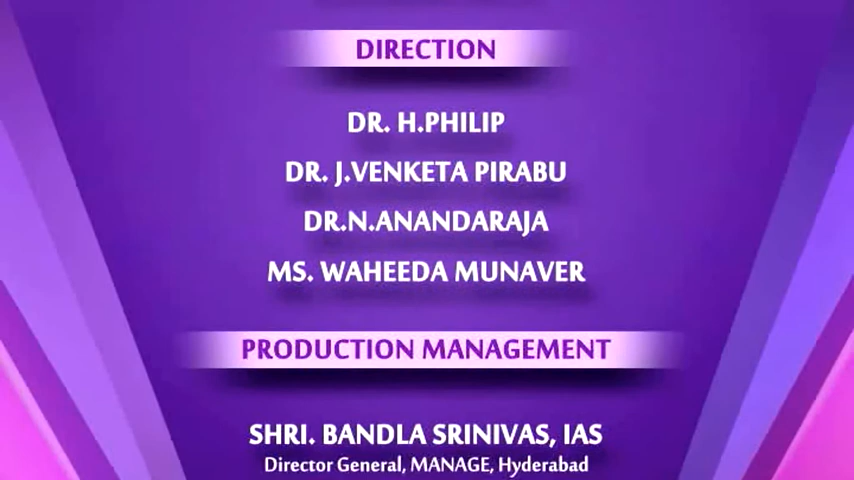 DIRECTION
DR. H.PHILIP
DR. J.VENKETA PIRABU
DR.N.ANANDARAJA
MS. WAHEEDA MUNAVER
PRODUCTION MANAGEMENT
SHRI. BANDLA SRINIVAS, IAS
Director General, MANAGE, Hyderabad